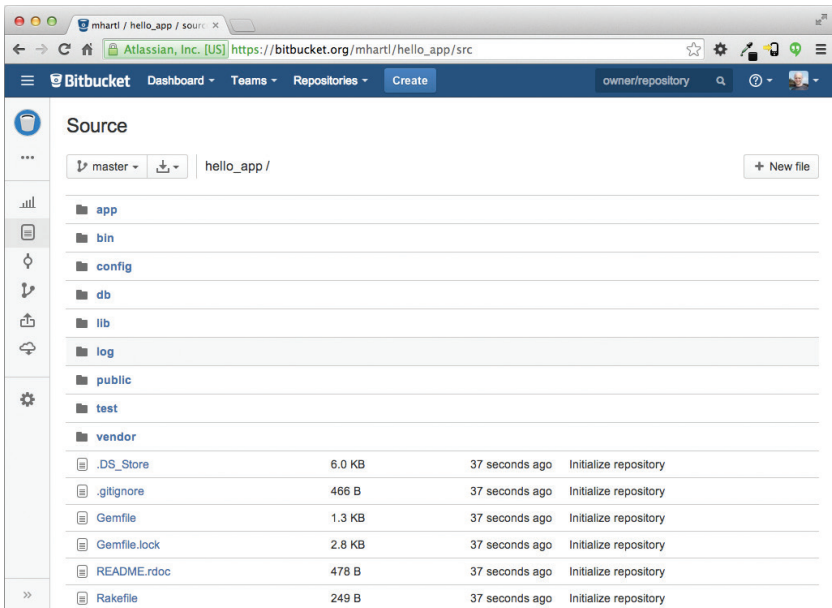 mhartl / hello_app / sourc
Atlassian, Inc. [US] https://bitbucket.org/mhartl/hello_app/src
Bitbucket Dashboard Teams Repositories Create owner/repository
Source
master hello_app / + New file
app
bin
config
db
lib
log
public
test
vendor
.DS_Store 6.0 KB 37 seconds ago Initialize repository
.gitignore 466 B 37 seconds ago Initialize repository
Gemfile 1.3 KB 37 seconds ago Initialize repository
Gemfile.lock 2.8 KB 37 seconds ago Initialize repository
README.rdoc 478 B 37 seconds ago Initialize repository
Rakefile 249 B 37 seconds ago Initialize repository